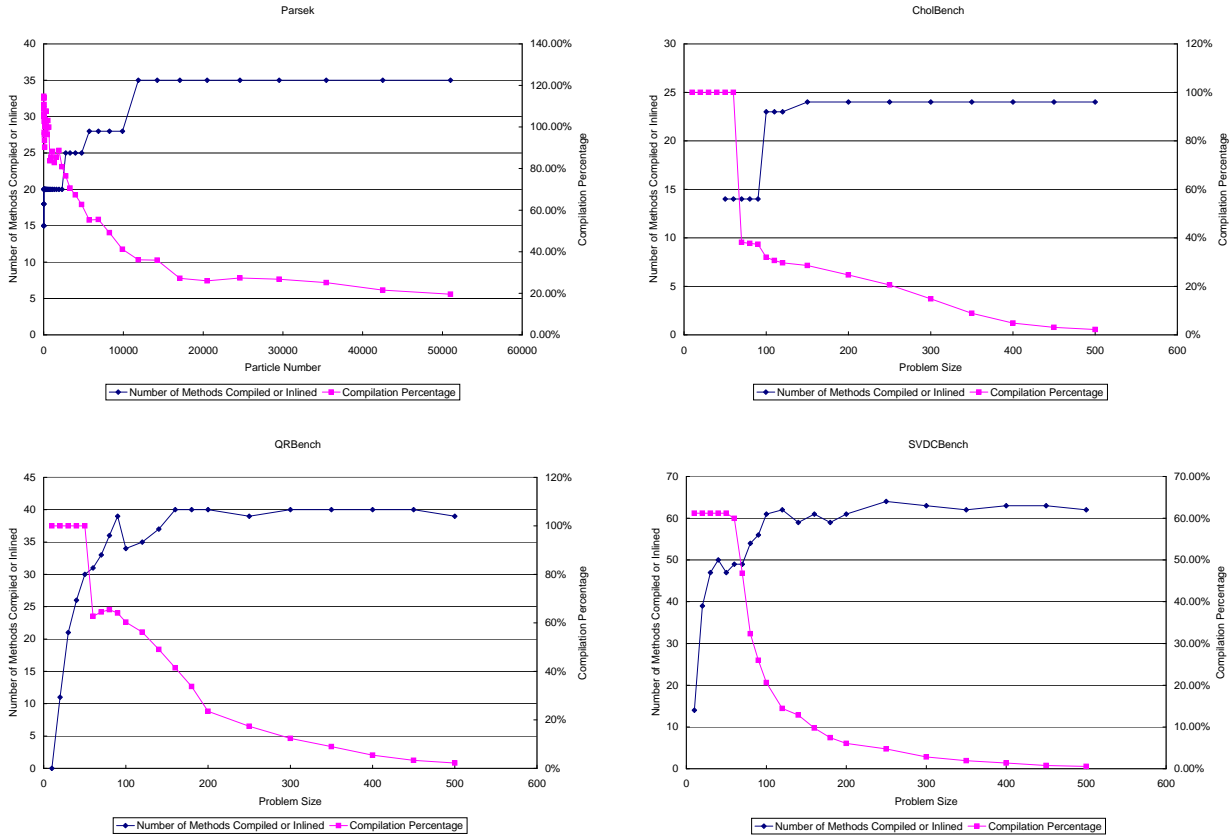 Parsek
40
35
30
25
20
15
10
5
0
140.00%
120.00%
100.00%
80.00%
60.00%
40.00%
20.00%
0.00%
0 10000 20000 30000 40000 50000 60000
Number of Methods Compiled or Inlined
Compilation Percentage
Particle Number
Number of Methods Compiled or Inlined Compilation Percentage
CholBench
30
25
20
15
10
5
0
120%
100%
80%
60%
40%
20%
0%
0 100 200 300 400 500 600
Number of Methods Compiled or Inlined
Compilation Percentage
Problem Size
Number of Methods Compiled or Inlined Compilation Percentage
QRBench
45
40
35
30
25
20
15
10
5
0
120%
100%
80%
60%
40%
20%
0%
0 100 200 300 400 500 600
Number of Methods Compiled or Inlined
Compilation Percentage
Problem Size
Number of Methods Compiled or Inlined Compilation Percentage
SVDCBench
70
60
50
40
30
20
10
0
70.00%
60.00%
50.00%
40.00%
30.00%
20.00%
10.00%
0.00%
0 100 200 300 400 500 600
Number of Methods Compiled or Inlined
Compilation Percentage
Problem Size
Number of Methods Compiled or Inlined Compilation Percentage